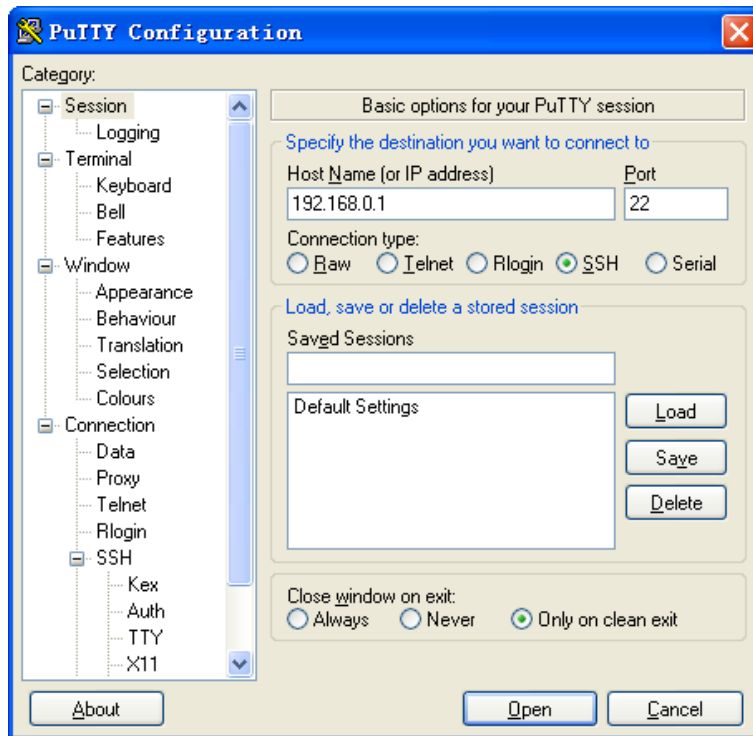 PuTTY Configuration
Category:
Session
Logging
Terminal
Keyboard
Bell
Features
Window
Appearance
Behaviour
Translation
Selection
Colours
Connection
Data
Proxy
Telnet
Rlogin
SSH
Kex
Auth
TTY
X11
Basic options for your PuTTY session
Specify the destination you want to connect to
Host Name (or IP address) Port
192.168.0.1 22
Connection type:
Raw Telnet Rlogin SSH Serial
Load, save or delete a stored session
Saved Sessions
Default Settings
Load
Save
Delete
Close window on exit:
Always Never Only on clean exit
About Open Cancel